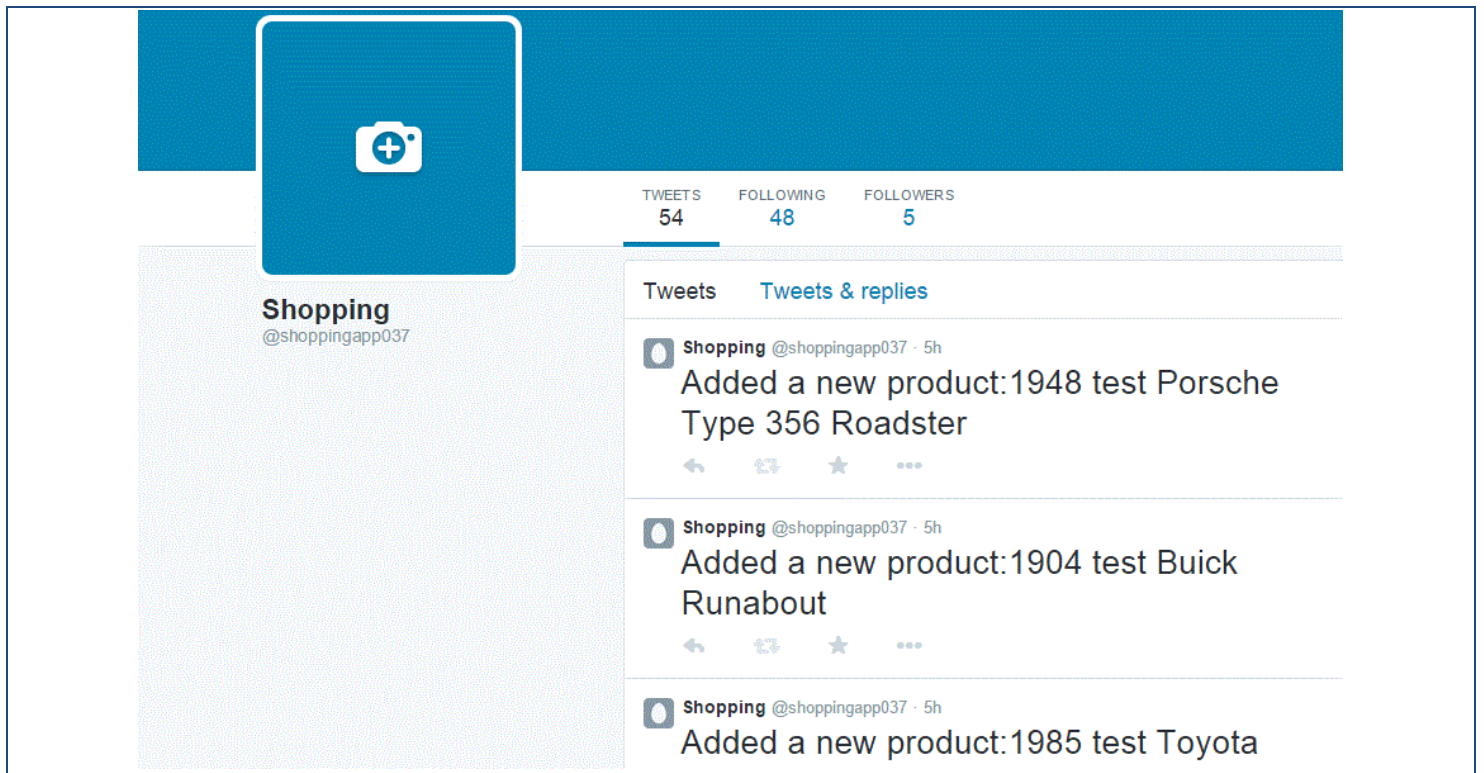 TWEETS FOLLOWING FOLLOWERS
54 48 5
Shopping
@shoppingapp037
Tweets Tweets & replies
Shopping @shoppingapp037 · 5h
Added a new product:1948 test Porsche
Type 356 Roadster
Shopping @shoppingapp037 · 5h
Added a new product:1904 test Buick
Runabout
Shopping @shoppingapp037 · 5h
Added a new product:1985 test Toyota